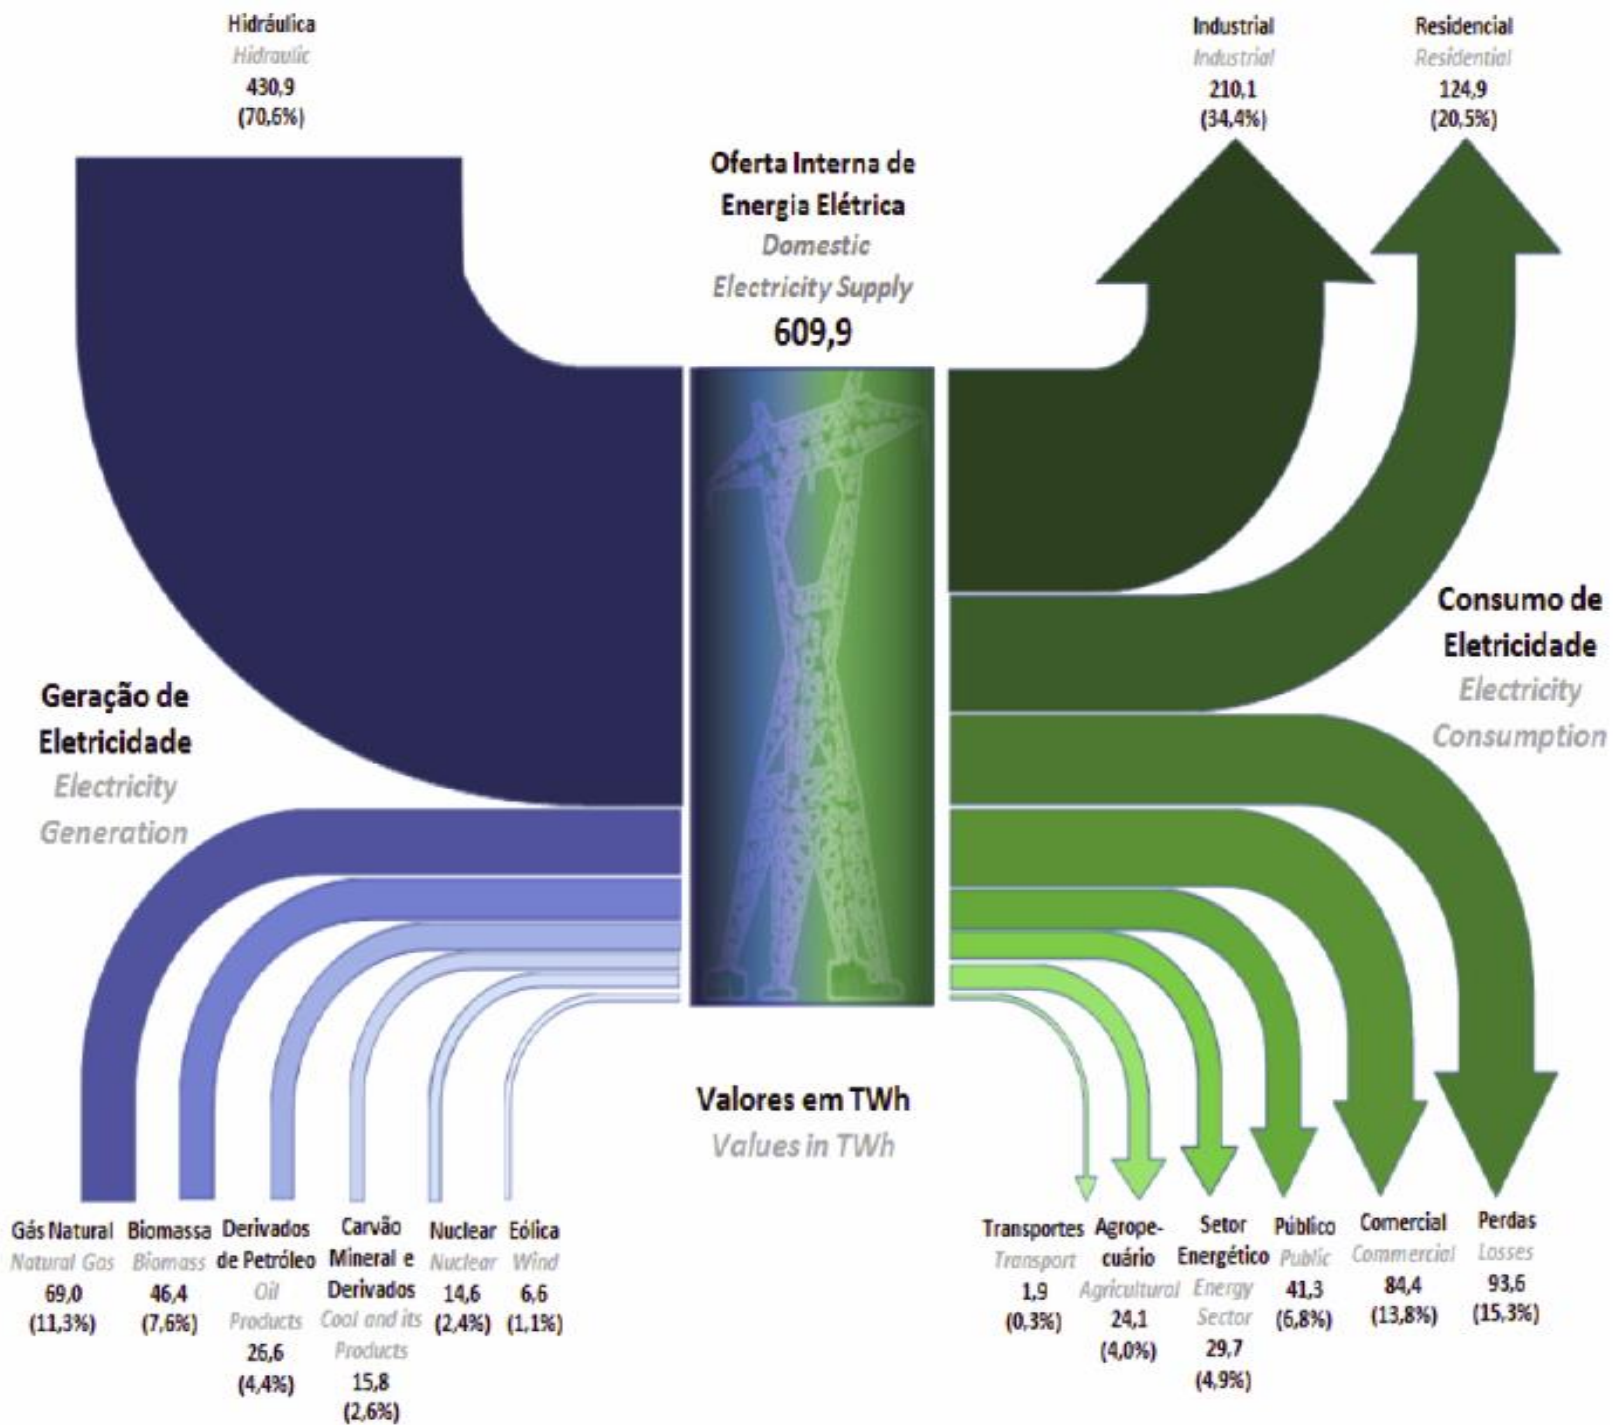 Hidráulica
Hidraulic
430,9
(70,6%)
Oferta Interna de
Energia Elétrica
Domestic
Electricity Supply
609,9
Industrial
Industrial
210,1
(34,4%)
Residencial
Residential
124,9
(20,5%)
Geração de
Eletricidade
Electricity
Generation
Consumo de
Eletricidade
Electricity
Consumption
Valores em TWh
Values in TWh
Gás Natural
Natural Gas
69,0
(11,3%)
Biomassa
Biomass
46,4
(7,6%)
Derivados
de Petróleo
Oil
Products
26,6
(4,4%)
Carvão
Mineral e
Derivados
Coal and its
Products
15,8
(2,6%)
Nuclear
Nuclear
14,6
(2,4%)
Eólica
Wind
6,6
(1,1%)
Transportes
Transport
1,9
(0,3%)
Agrope-
cuário
Agricultural
24,1
(4,0%)
Setor
Energético
Energy
Sector
29,7
(4,9%)
Público
Public
41,3
(6,8%)
Comercial
Commercial
84,4
(13,8%)
Perdas
Losses
93,6
(15,3%)